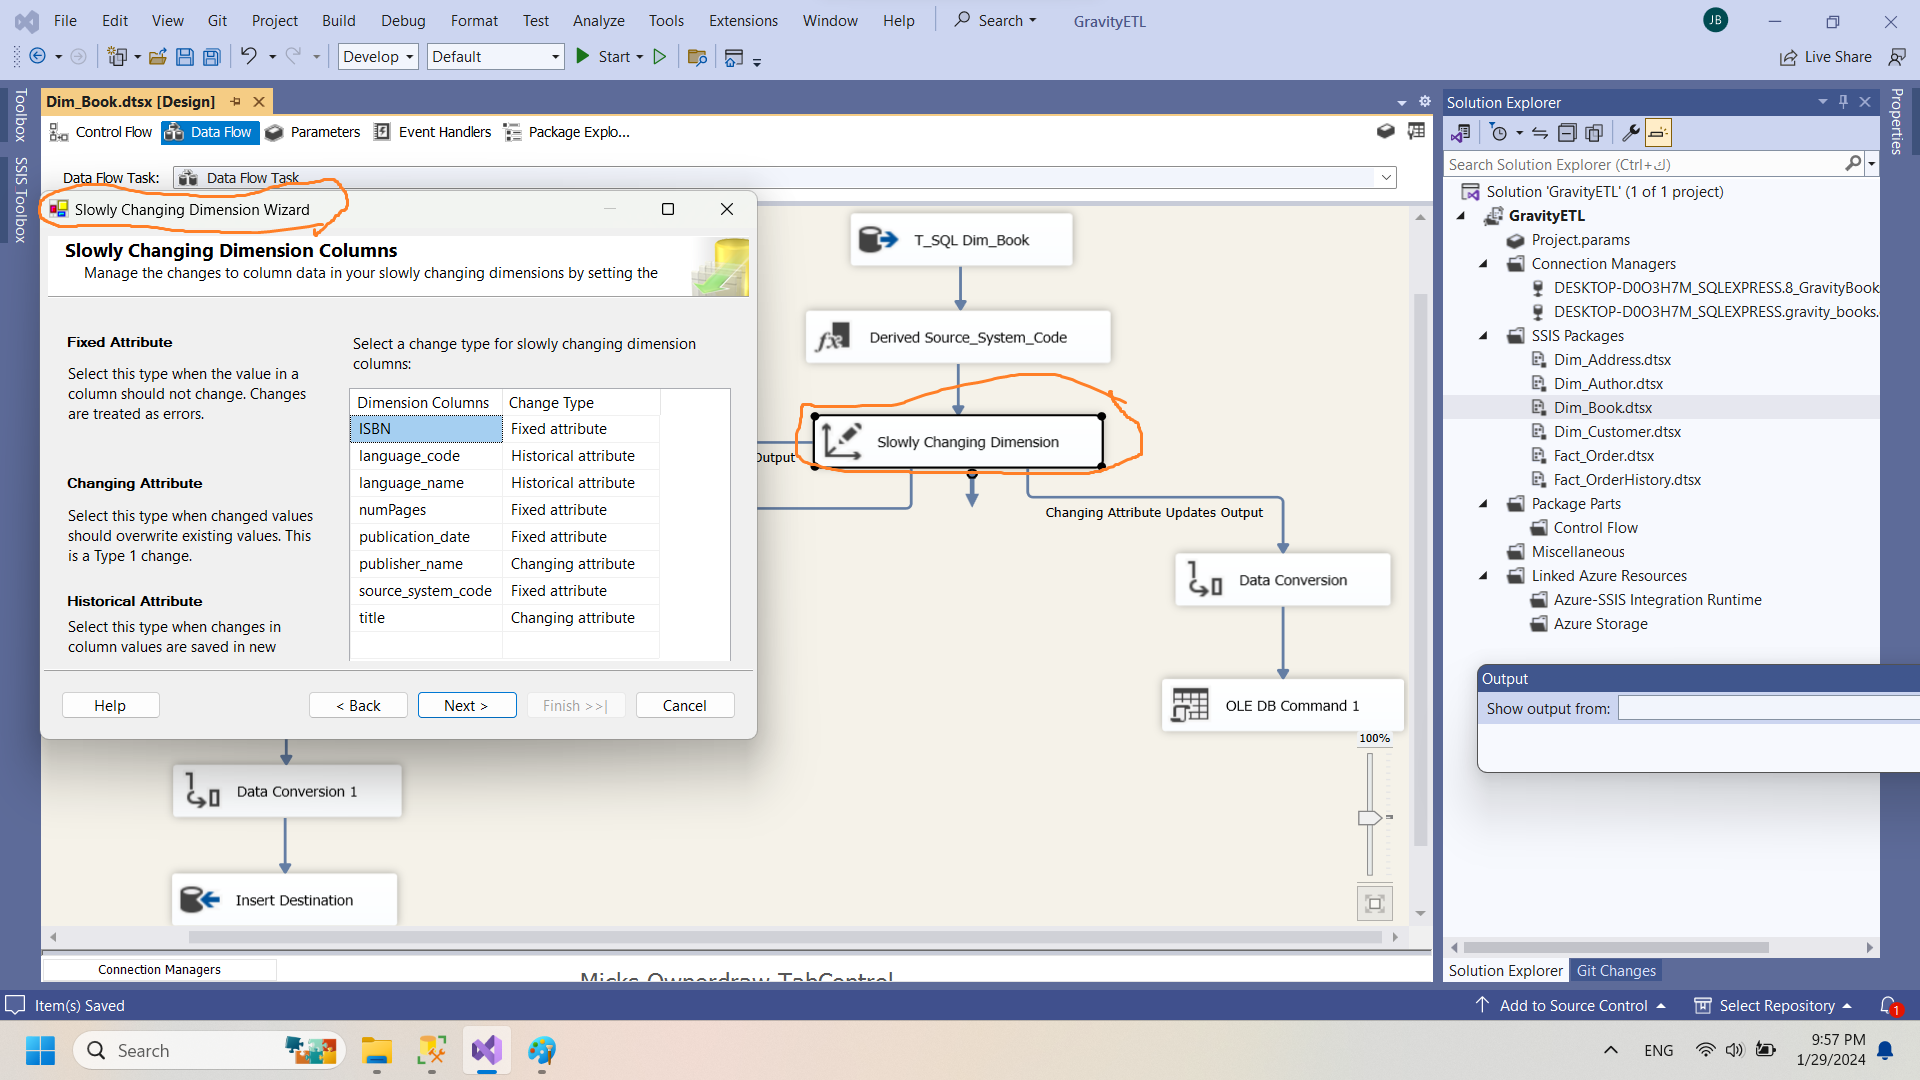 File Edit View Git Project Build Debug Format Test Analyze Tools Extensions Window Help Search GravityETL JB
Develop Default Start Live Share
Toolbox
SSIS Toolbox
Dim_Book.dtsx [Design]
Control Flow Data Flow Parameters Event Handlers Package Explo...
Data Flow Task: Data Flow Task
Slowly Changing Dimension Wizard
Slowly Changing Dimension Columns
Manage the changes to column data in your slowly changing dimensions by setting the
Fixed Attribute
Select this type when the value in a
column should not change. Changes
are treated as errors.
Changing Attribute
Select this type when changed values
should overwrite existing values. This
is a Type 1 change.
Historical Attribute
Select this type when changes in
column values are saved in new
Select a change type for slowly changing dimension
columns:
Dimension Columns Change Type
ISBN Fixed attribute
language_code Historical attribute
language_name Historical attribute
numPages Fixed attribute
publication_date Fixed attribute
publisher_name Changing attribute
source_system_code Fixed attribute
title Changing attribute
Help < Back Next > Finish >>| Cancel
T_SQL Dim_Book
Derived Source_System_Code
Slowly Changing Dimension
Output
Changing Attribute Updates Output
Data Conversion
OLE DB Command 1
100%
Data Conversion 1
Insert Destination
Connection Managers
Micks Ownerdraw TabControl
Solution Explorer
Search Solution Explorer (Ctrl+ك)
Solution 'GravityETL' (1 of 1 project)
GravityETL
Project.params
Connection Managers
DESKTOP-D0O3H7M_SQLEXPRESS.8_GravityBook
DESKTOP-D0O3H7M_SQLEXPRESS.gravity_books.
SSIS Packages
Dim_Address.dtsx
Dim_Author.dtsx
Dim_Book.dtsx
Dim_Customer.dtsx
Fact_Order.dtsx
Fact_OrderHistory.dtsx
Package Parts
Control Flow
Miscellaneous
Linked Azure Resources
Azure-SSIS Integration Runtime
Azure Storage
Properties
Output
Show output from:
Solution Explorer Git Changes
Item(s) Saved Add to Source Control Select Repository 1
Search ENG 9:57 PM
1/29/2024